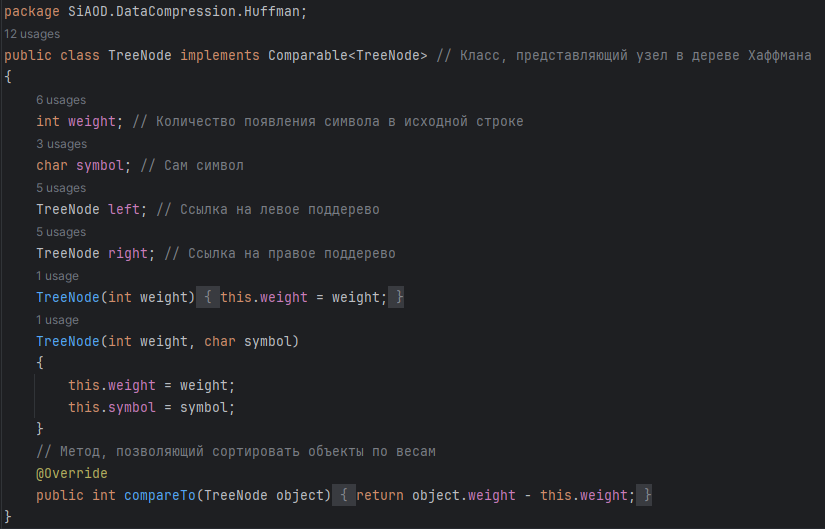 package SiAOD.DataCompression.Huffman;
12 usages
public class TreeNode implements Comparable<TreeNode> // Класс, представляющий узел в дереве Хаффмана
{
6 usages
int weight; // Количество появления символа в исходной строке
3 usages
char symbol; // Сам символ
5 usages
TreeNode left; // Ссылка на левое поддерево
5 usages
TreeNode right; // Ссылка на правое поддерево
1 usage
TreeNode(int weight) { this.weight = weight; }
1 usage
TreeNode(int weight, char symbol)
{
this.weight = weight;
this.symbol = symbol;
}
// Метод, позволяющий сортировать объекты по весам
@Override
public int compareTo(TreeNode object) { return object.weight - this.weight; }
}